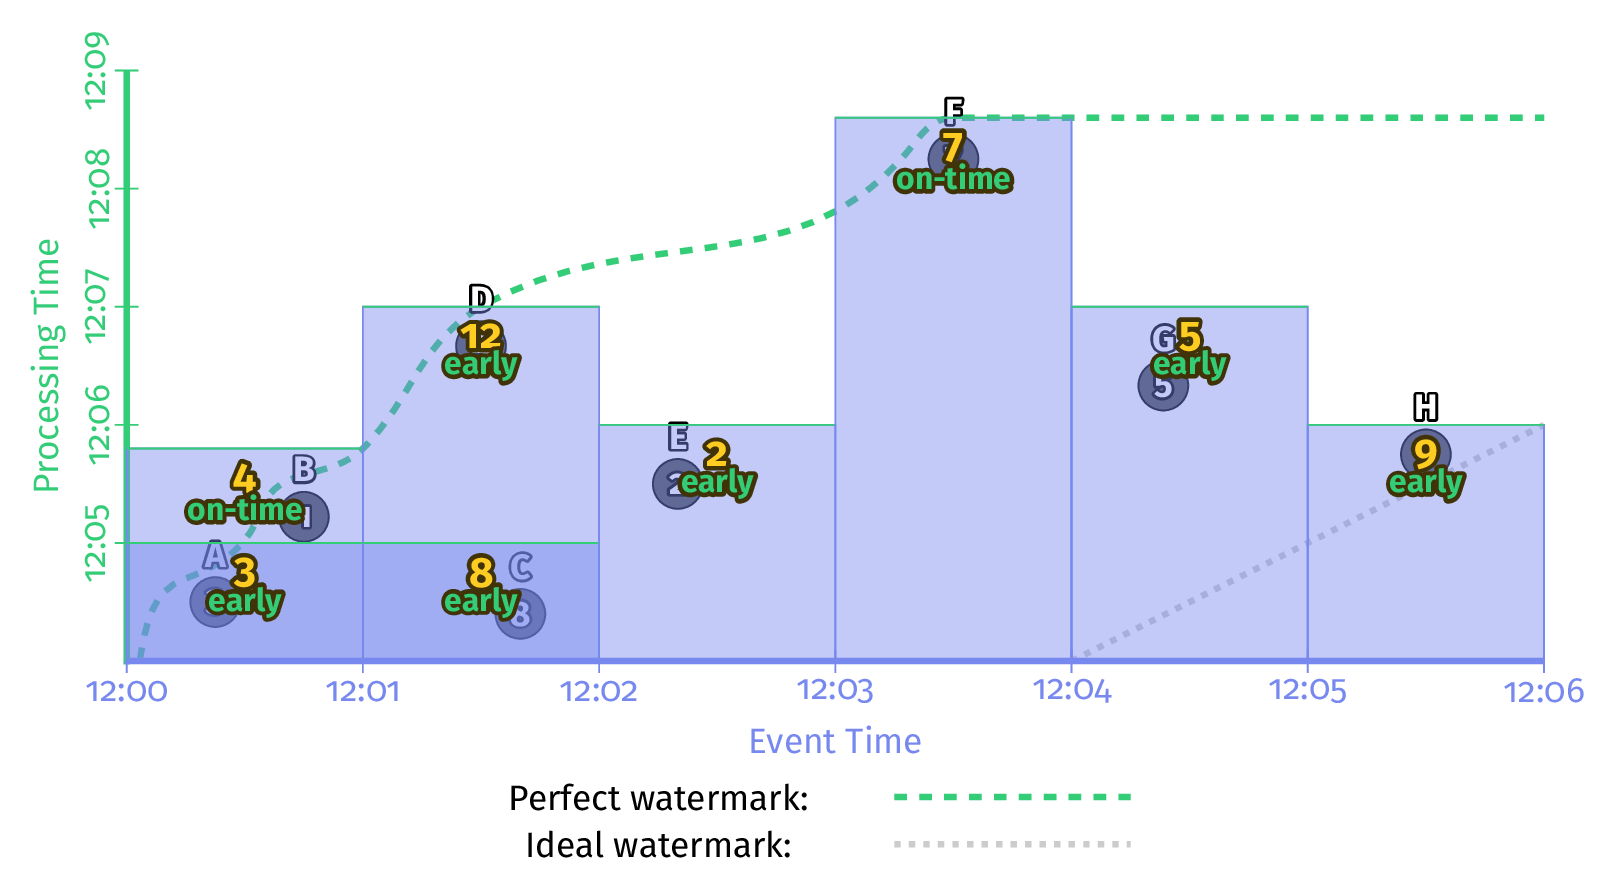 12:09
12:08
12:07
12:06
12:05
Processing Time
F
7
on-time
D
12
early
G
5
early
5
H
9
early
E
2
2
early
B
4
on-time
1
A
3
early
8
early
C
8
12:00
12:01
12:02
12:03
12:04
12:05
12:06
Event Time
Perfect watermark:
Ideal watermark: